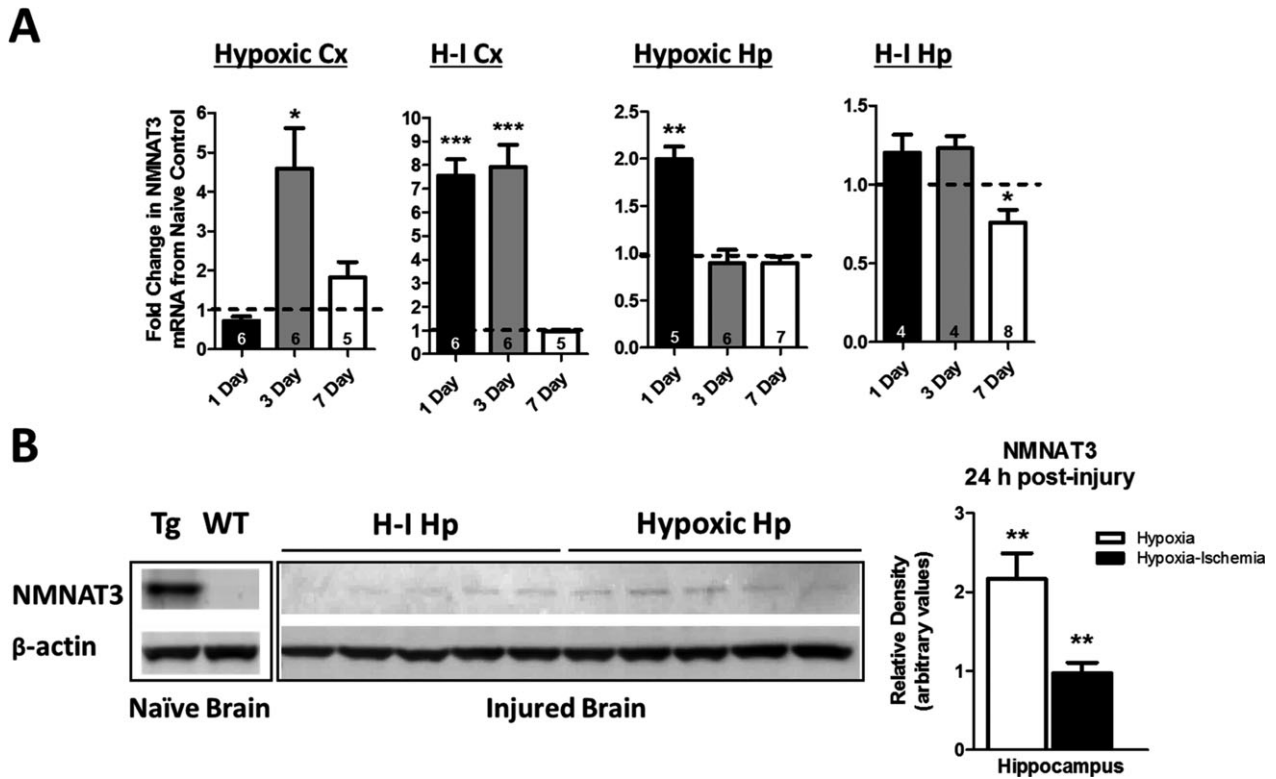 A
Hypoxic Cx
H-I Cx
Hypoxic Hp
H-I Hp
Fold Change in NMNAT3
mRNA from Naive Control
6
5
4
3
2
1
0
*
6
6
5
1 Day
3 Day
7 Day
10
9
8
7
6
5
4
3
2
1
0
***
***
6
6
5
1 Day
3 Day
7 Day
2.5
2.0
1.5
1.0
0.5
0.0
**
5
6
7
1 Day
3 Day
7 Day
1.5
1.0
0.5
0.0
*
4
4
8
1 Day
3 Day
7 Day
B
Tg WT
H-I Hp
Hypoxic Hp
NMNAT3
β-actin
Naïve Brain
Injured Brain
NMNAT3
24 h post-injury
Relative Density
(arbitrary values)
3
2
1
0
**
**
Hypoxia
Hypoxia-Ischemia
Hippocampus